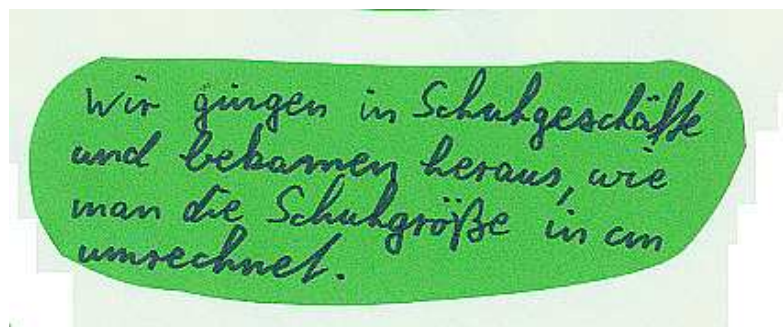 Wir gingen in Schuhgeschäfte
und bekamen heraus, wie
man die Schuhgröße in cm
umrechnet.